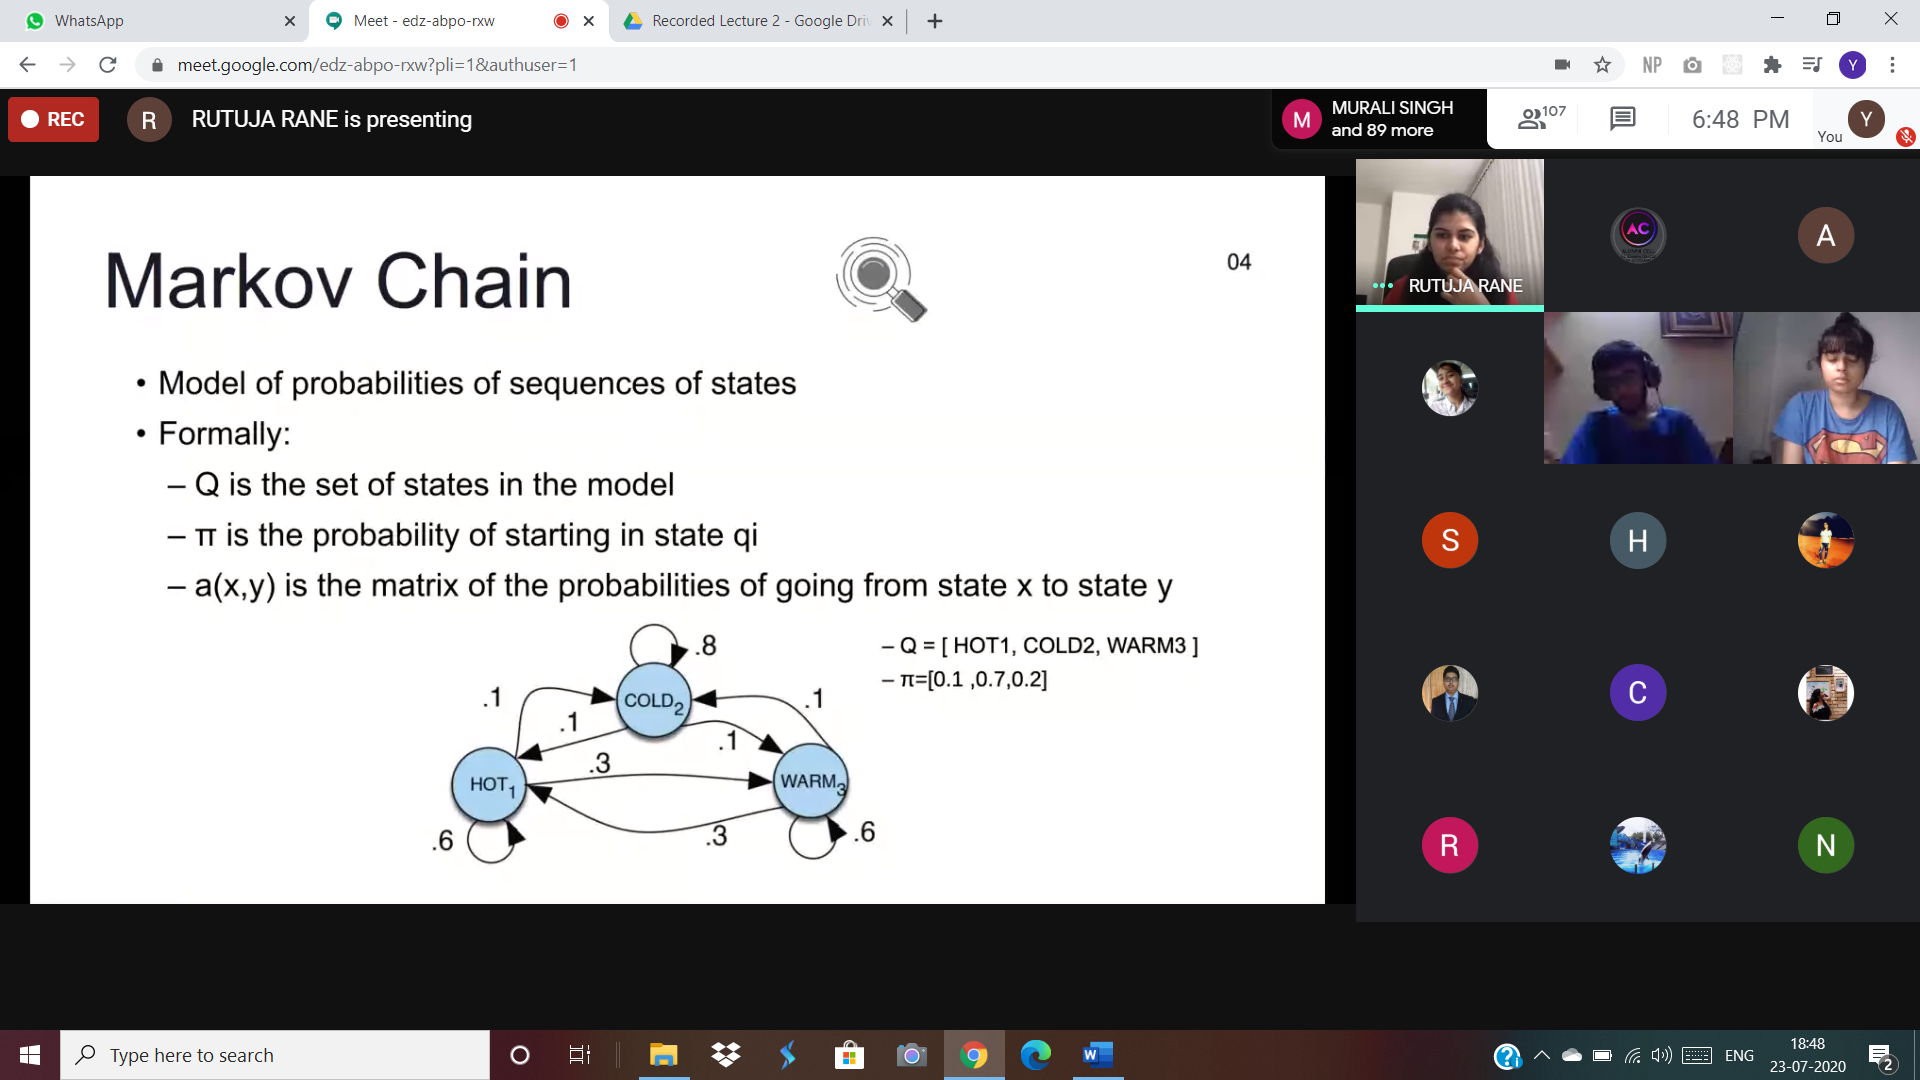 WhatsApp
Meet - edz-abpo-rxw
Recorded Lecture 2 - Google Driv
meet.google.com/edz-abpo-rxw?pli=1&authuser=1
NP
Y
REC
R
RUTUJA RANE is presenting
M
MURALI SINGH
and 89 more
107
6:48 PM
You
Y
Markov Chain
04
• Model of probabilities of sequences of states
• Formally:
– Q is the set of states in the model
– π is the probability of starting in state qi
– a(x,y) is the matrix of the probabilities of going from state x to state y
– Q = [ HOT1, COLD2, WARM3 ]
– π=[0.1 ,0.7,0.2]
.8
.1
COLD2
.1
.1
.1
.3
HOT1
WARM3
.6
.3
.6
RUTUJA RANE
AC
A
S
H
C
R
N
Type here to search
W
ENG
18:48
23-07-2020
2